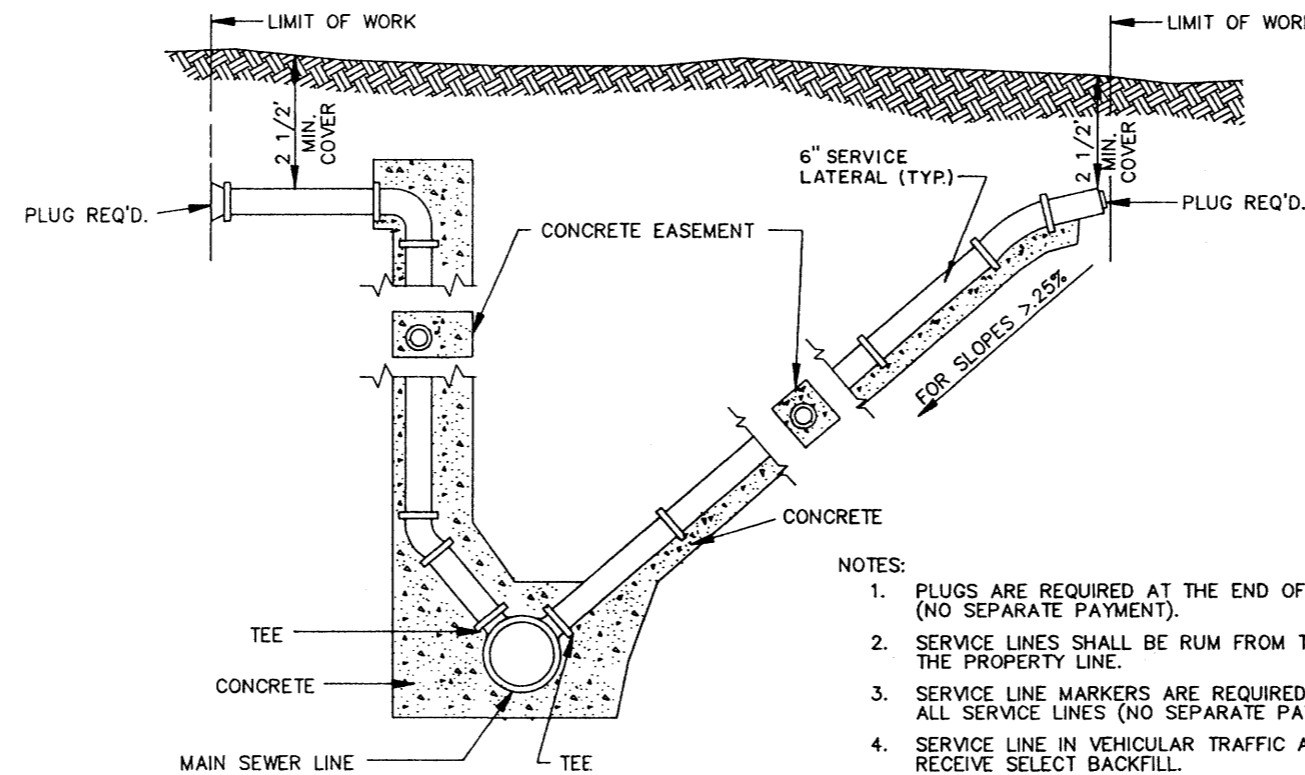 LIMIT OF WORK
LIMIT OF WORK
2 1/2'
MIN.
COVER
6" SERVICE
LATERAL (TYP.)
2 1/2'
MIN.
COVER
PLUG REQ'D.
PLUG REQ'D.
CONCRETE EASEMENT
FOR SLOPES >.25%
CONCRETE
TEE
CONCRETE
MAIN SEWER LINE
TEE
NOTES:
1. PLUGS ARE REQUIRED AT THE END OF
(NO SEPARATE PAYMENT).
2. SERVICE LINES SHALL BE RUM FROM
THE PROPERTY LINE.
3. SERVICE LINE MARKERS ARE REQUIRED
ALL SERVICE LINES (NO SEPARATE
4. SERVICE LINE IN VEHICULAR TRAFFIC
RECEIVE SELECT BACKFILL.